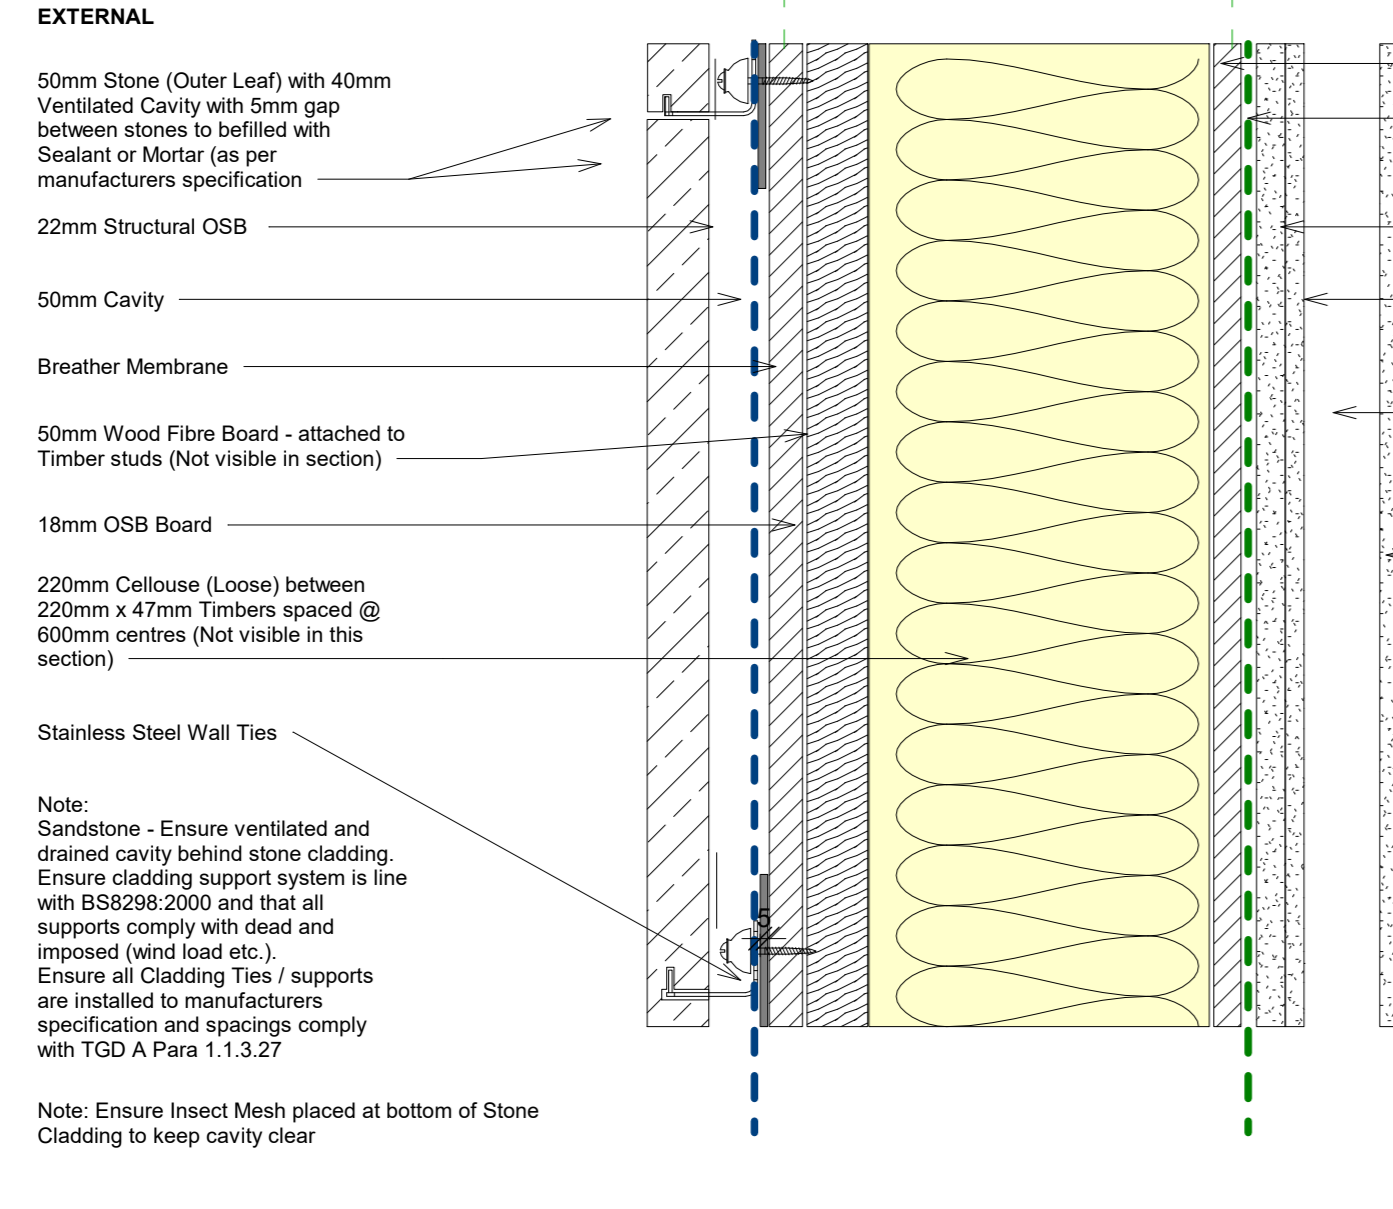 EXTERNAL
50mm Stone (Outer Leaf) with 40mm
Ventilated Cavity with 5mm gap
between stones to befilled with
Sealant or Mortar (as per
manufacturers specification
22mm Structural OSB
50mm Cavity
Breather Membrane
50mm Wood Fibre Board - attached to
Timber studs (Not visible in section)
18mm OSB Board
220mm Cellouse (Loose) between
220mm x 47mm Timbers spaced @
600mm centres (Not visible in this
section)
Stainless Steel Wall Ties
Note:
Sandstone - Ensure ventilated and
drained cavity behind stone cladding.
Ensure cladding support system is line
with BS8298:2000 and that all
supports comply with dead and
imposed (wind load etc.).
Ensure all Cladding Ties / supports
are installed to manufacturers
specification and spacings comply
with TGD A Para 1.1.3.27
5
Note: Ensure Insect Mesh placed at bottom of Stone
Cladding to keep cavity clear